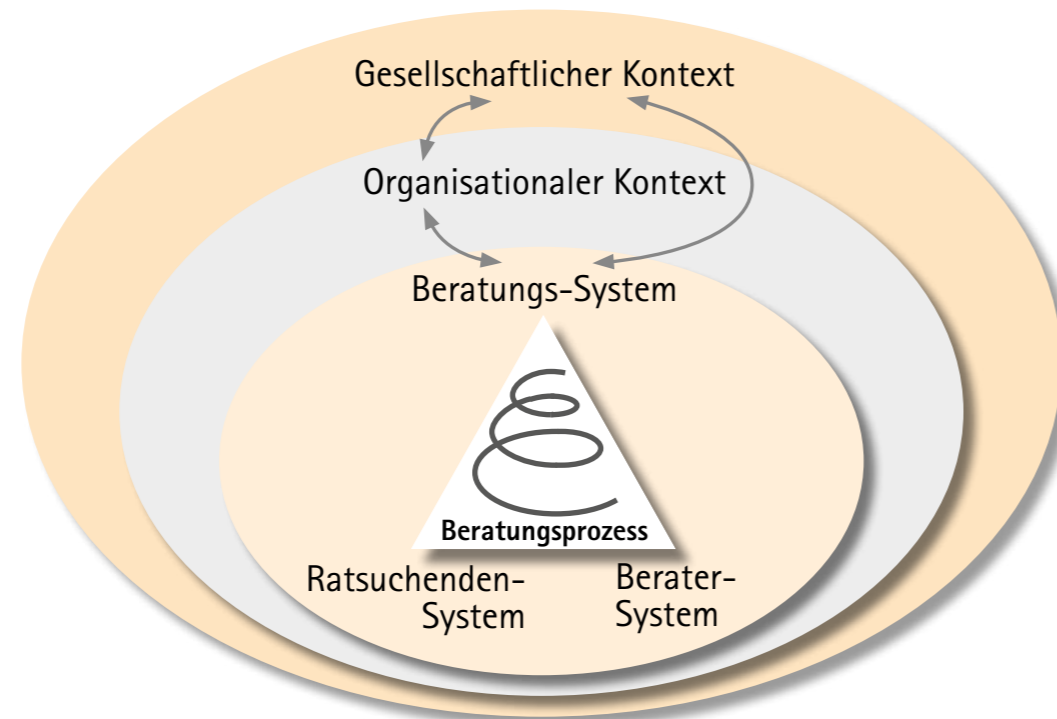 Gesellschaftlicher Kontext
Organisationaler Kontext
Beratungs-System
Beratungsprozess
Ratsuchenden-
System
Berater-
System